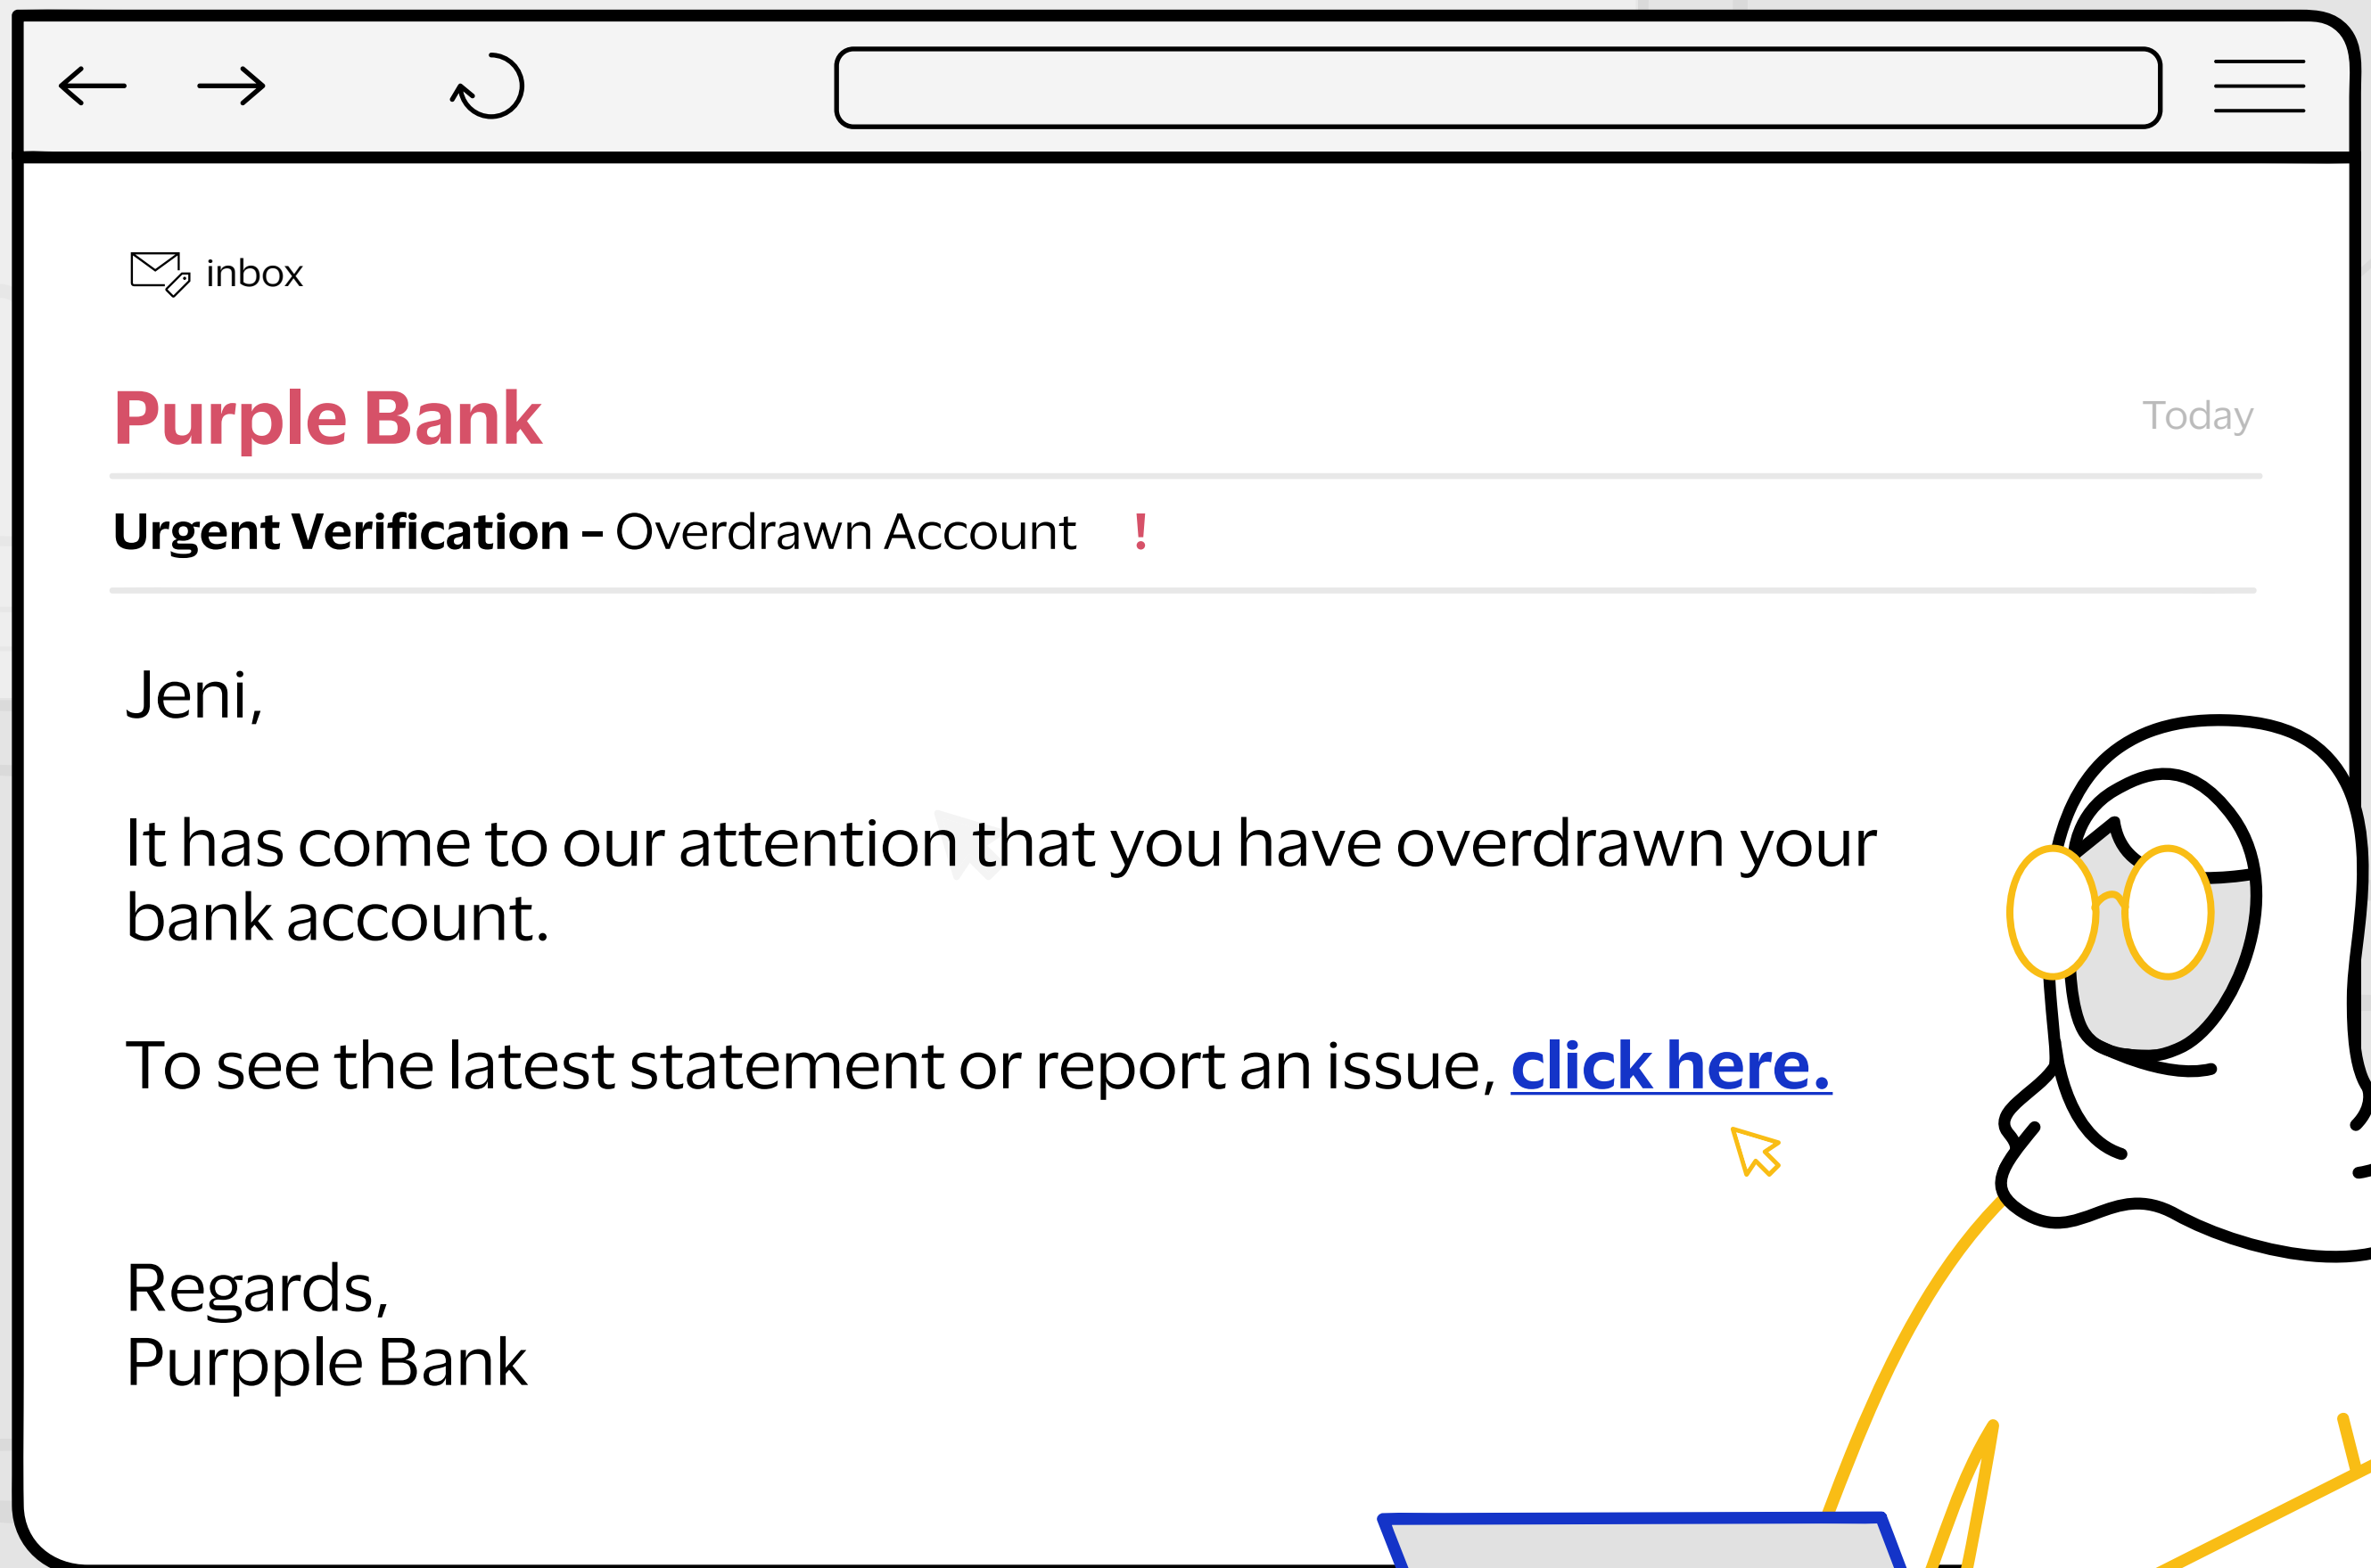 inbox
Purple Bank
Today
Urgent Verification – Overdrawn Account !
Jeni,
It has come to our attention that you have overdrawn your
bank account.
To see the latest statement or report an issue, click here.
Regards,
Purpple Bank